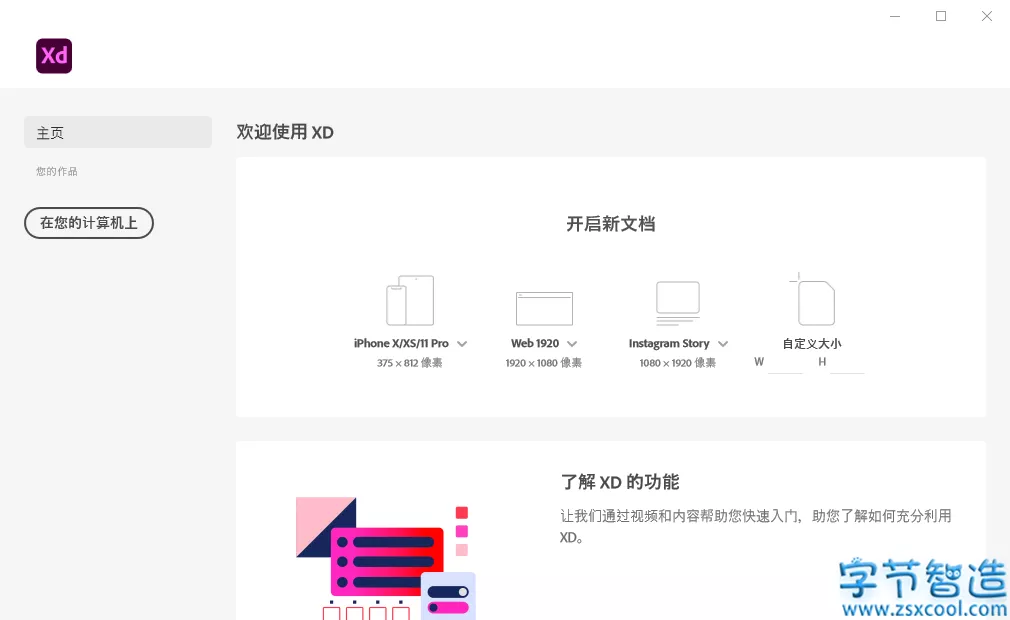 Xd
主页
您的作品
在您的计算机上
欢迎使用 XD
开启新文档
iPhone X/XS/11 Pro
375 × 812 像素
Web 1920
1920 × 1080 像素
Instagram Story
1080 × 1920 像素
自定义大小
W
H
了解 XD 的功能
让我们通过视频和内容帮助您快速入门，助您了解如何充分利用
XD。
字节智造
www.zsxcool.com